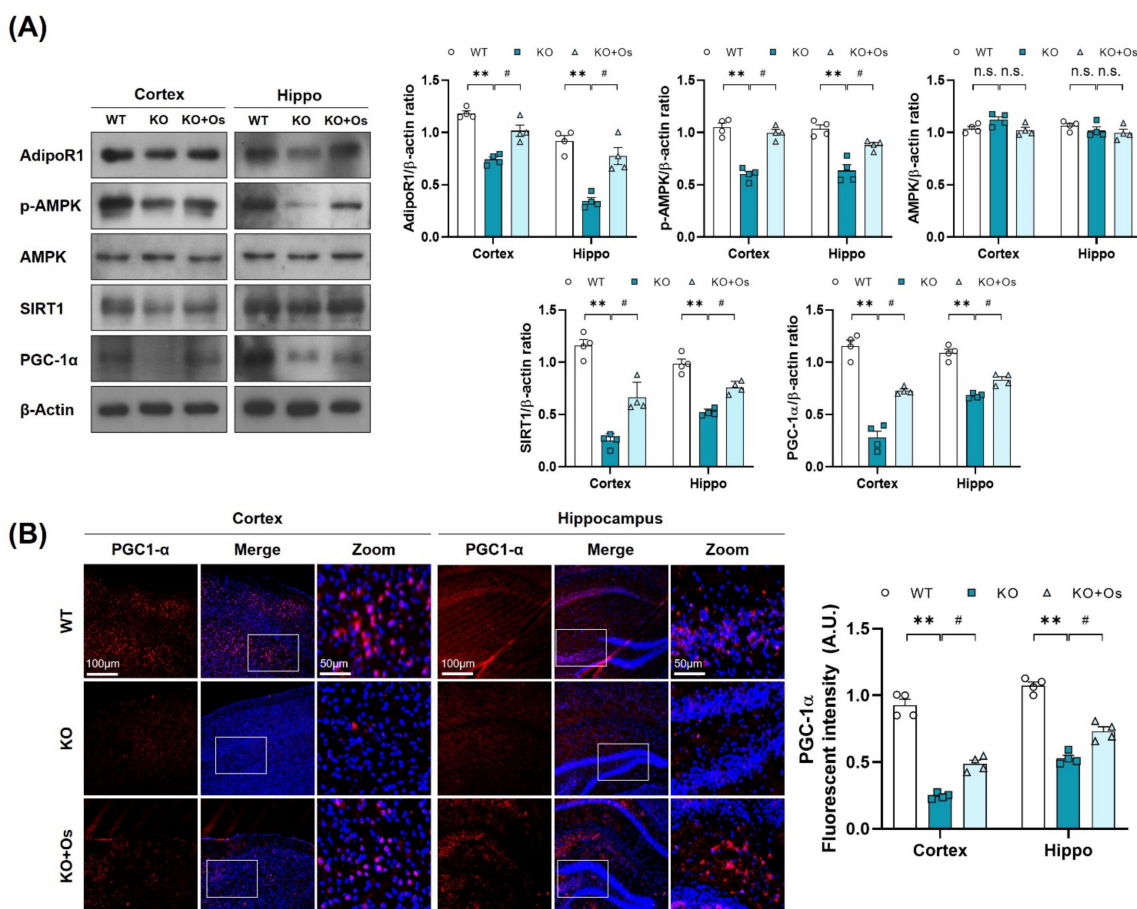 (A)
Cortex Hippo
WT KO KO+Os WT KO KO+Os
AdipoR1
p-AMPK
AMPK
SIRT1
PGC-1α
β-Actin
WT KO KO+Os
** # ** #
AdipoR1/β-actin ratio
1.5
1.0
0.5
0.0
Cortex Hippo
WT KO KO+Os
** # ** #
p-AMPK/β-actin ratio
1.5
1.0
0.5
0.0
Cortex Hippo
WT KO KO+Os
n.s. n.s. n.s. n.s.
AMPK/β-actin ratio
1.5
1.0
0.5
0.0
Cortex Hippo
WT KO KO+Os
** # ** #
SIRT1/β-actin ratio
1.5
1.0
0.5
0.0
Cortex Hippo
WT KO KO+Os
** # ** #
PGC-1α/β-actin ratio
1.5
1.0
0.5
0.0
Cortex Hippo
(B)
Cortex Hippocampus
PGC1-α Merge Zoom PGC1-α Merge Zoom
WT
100μm 50μm 100μm 50μm
KO
KO+Os
WT KO KO+Os
** # ** #
PGC-1α
Fluorescent intensity (A.U.)
1.5
1.0
0.5
0.0
Cortex Hippo